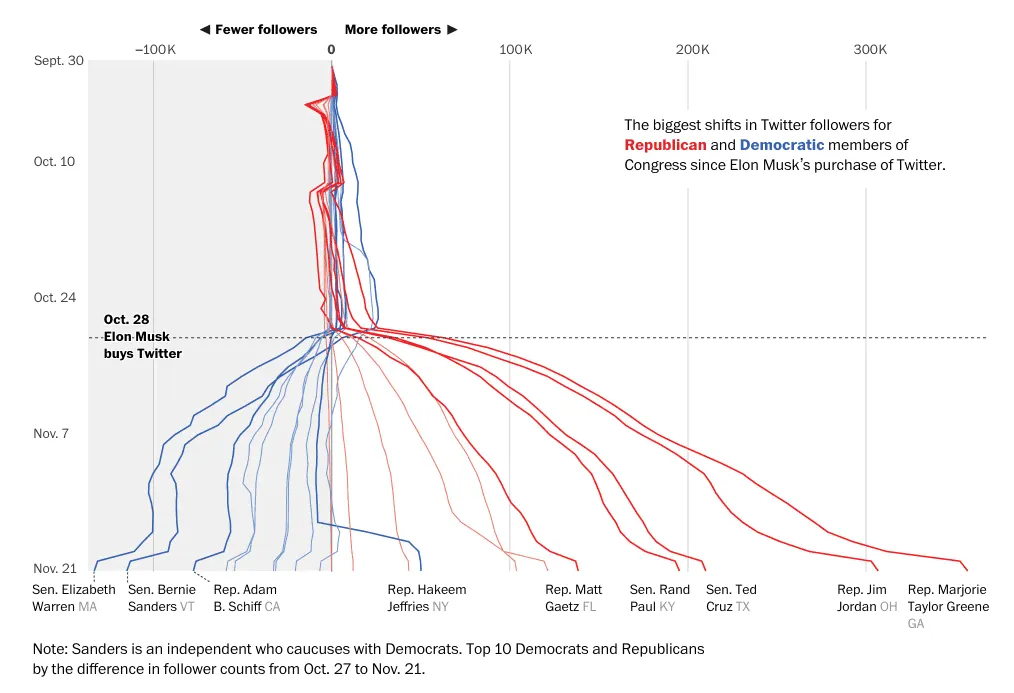 ◀ Fewer followers More followers ▶
−100K 0 100K 200K 300K
Sept. 30
The biggest shifts in Twitter followers for
Republican and Democratic members of
Congress since Elon Musk’s purchase of Twitter.
Oct. 10
Oct. 24
Oct. 28
Elon Musk
buys Twitter
Nov. 7
Nov. 21
Sen. Elizabeth
Warren MA
Sen. Bernie
Sanders VT
Rep. Adam
B. Schiff CA
Rep. Hakeem
Jeffries NY
Rep. Matt
Gaetz FL
Sen. Rand
Paul KY
Sen. Ted
Cruz TX
Rep. Jim
Jordan OH
Rep. Marjorie
Taylor Greene
GA
Note: Sanders is an independent who caucuses with Democrats. Top 10 Democrats and Republicans
by the difference in follower counts from Oct. 27 to Nov. 21.